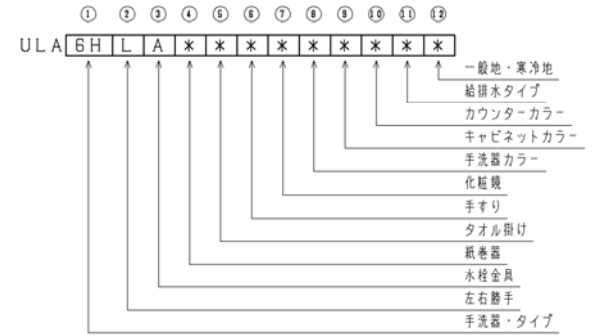 ① ② ③ ④ ⑤ ⑥ ⑦ ⑧ ⑨ ⑩ ⑪ ⑫
ULA 6H L A * * * * * * * * *
一般地・寒冷地
給排水タイプ
カウンターカラー
キャビネットカラー
手洗器カラー
化粧鏡
手すり
タオル掛け
紙巻器
水栓金具
左右勝手
手洗器・タイプ